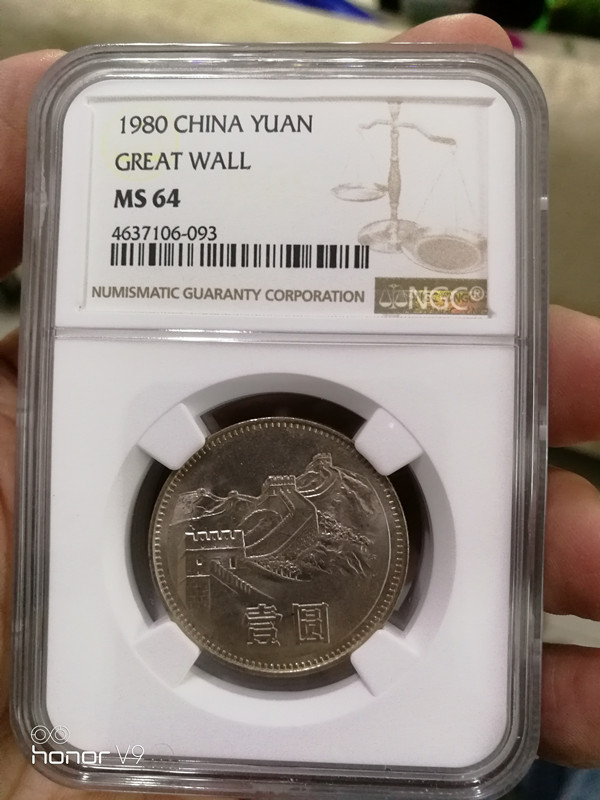 1980 CHINA YUAN
GREAT WALL
MS 64
4637106-093
NUMISMATIC GUARANTY CORPORATION
NGC®
壹圆
honor V9